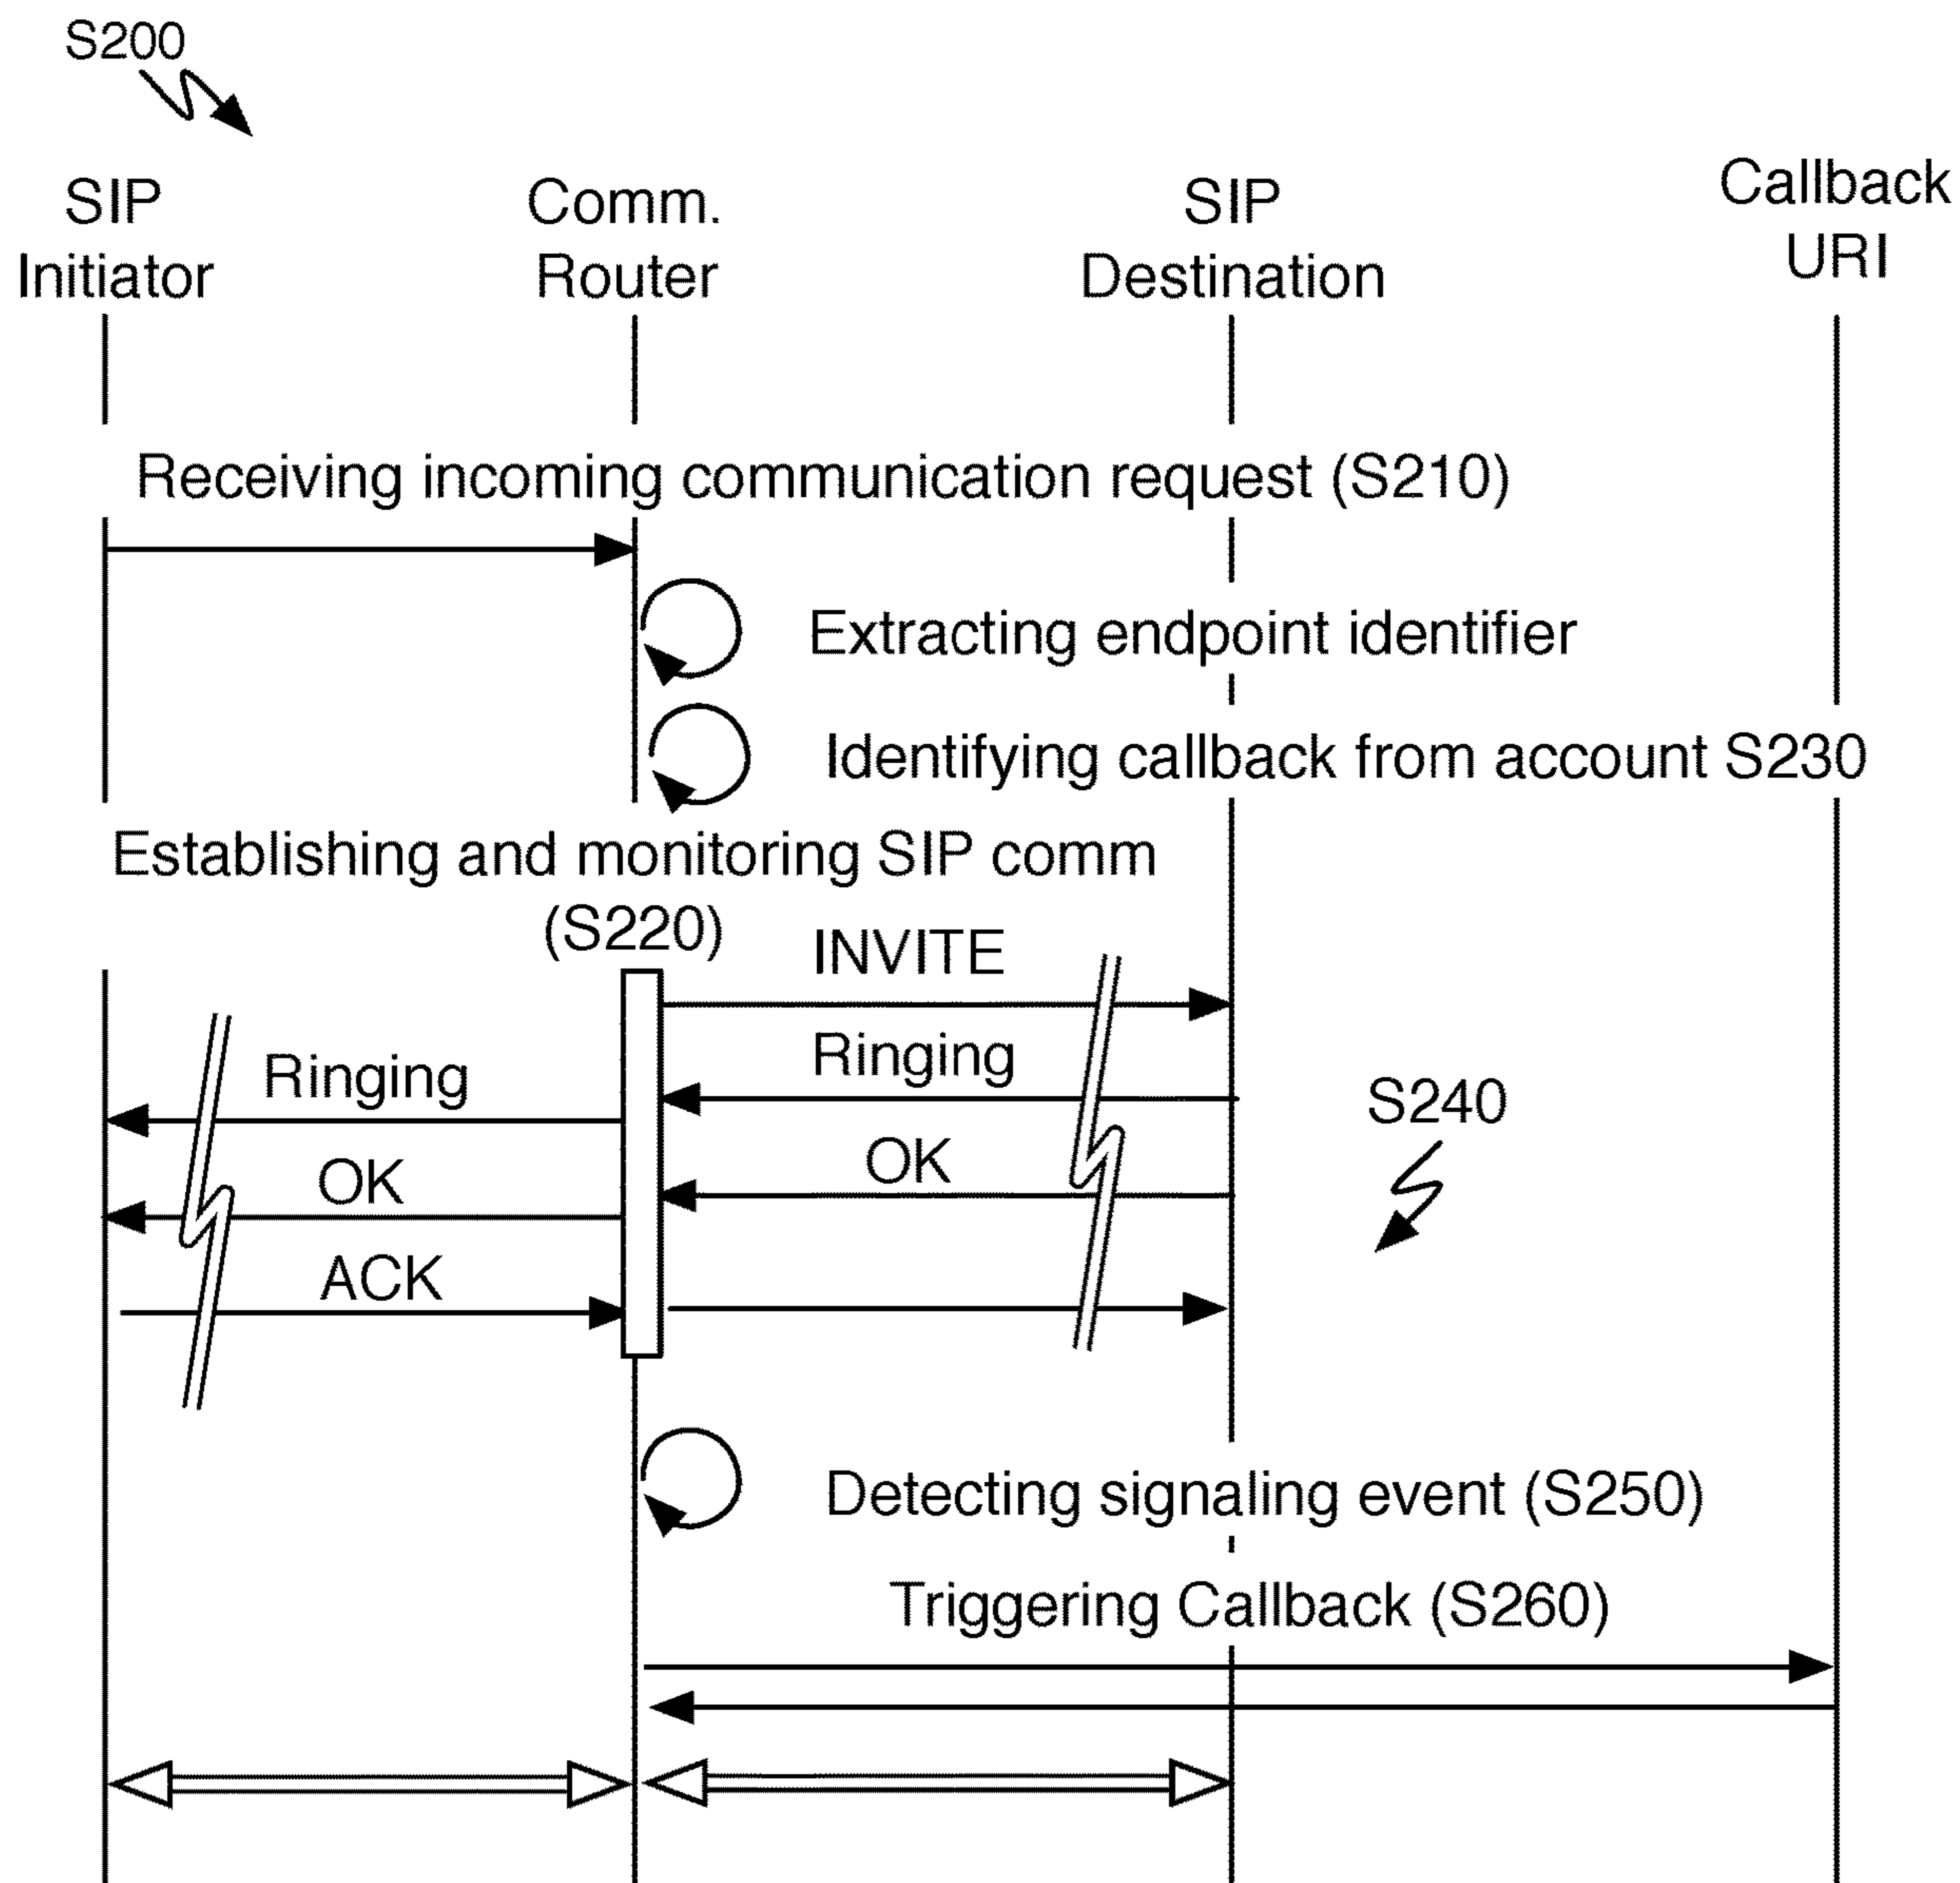 S200
SIP
Initiator
Comm.
Router
SIP
Destination
Callback
URI
Receiving incoming communication request (S210)
Extracting endpoint identifier
Identifying callback from account S230
Establishing and monitoring SIP comm
(S220)
INVITE
Ringing
Ringing
S240
OK
OK
ACK
Detecting signaling event (S250)
Triggering Callback (S260)